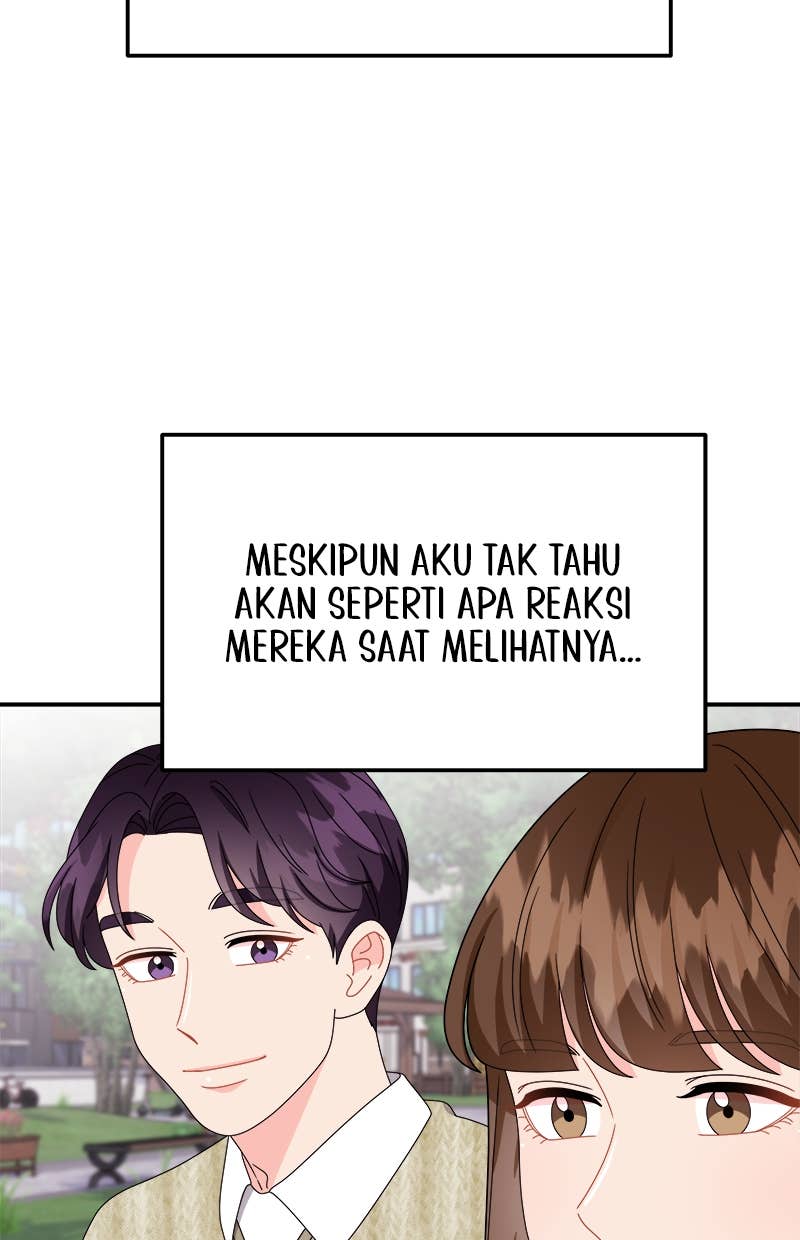 MESKIPUN AKU TAK TAHU
AKAN SEPERTI APA REAKSI
MEREKA SAAT MELIHATNYA...